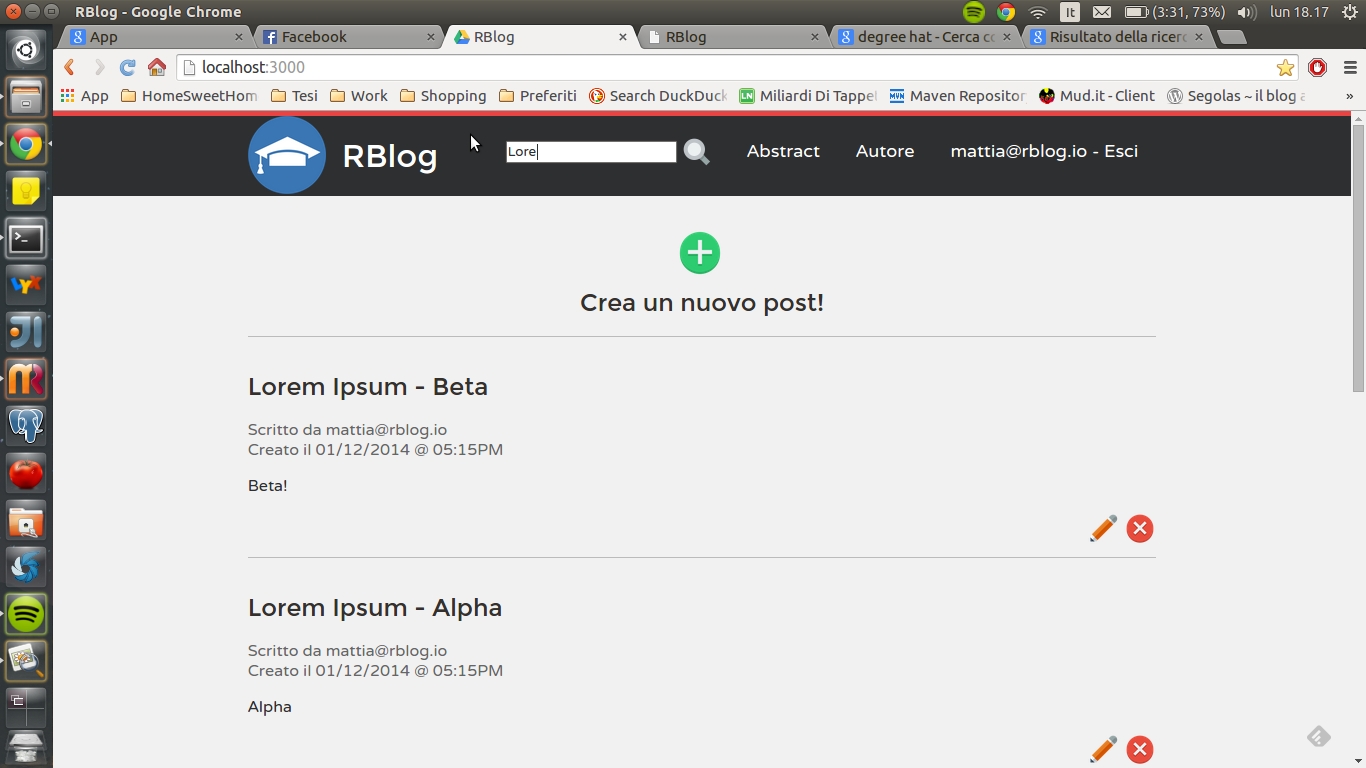 RBlog - Google Chrome
It
(3:31, 73%)
lun 18.17
App
Facebook
RBlog
RBlog
degree hat - Cerca co
Risultato della ricerc
localhost:3000
App
HomeSweetHom
Tesi
Work
Shopping
Preferiti
Search DuckDuck
LN
Miliardi Di Tappet
MVN
Maven Repositor
Mud.it - Client
Segolas ~ il blog
»
RBlog
Lore
Abstract
Autore
mattia@rblog.io - Esci
Crea un nuovo post!
Lorem Ipsum - Beta
Scritto da mattia@rblog.io
Creato il 01/12/2014 @ 05:15PM
Beta!
Lorem Ipsum - Alpha
Scritto da mattia@rblog.io
Creato il 01/12/2014 @ 05:15PM
Alpha